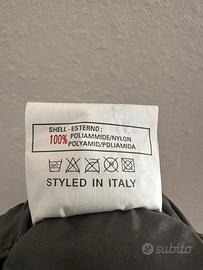 SHELL-ESTERNO:
100% POLIAMMIDE/NYLON
POLYAMID/POLIAMIDA
STYLED IN ITALY
subito